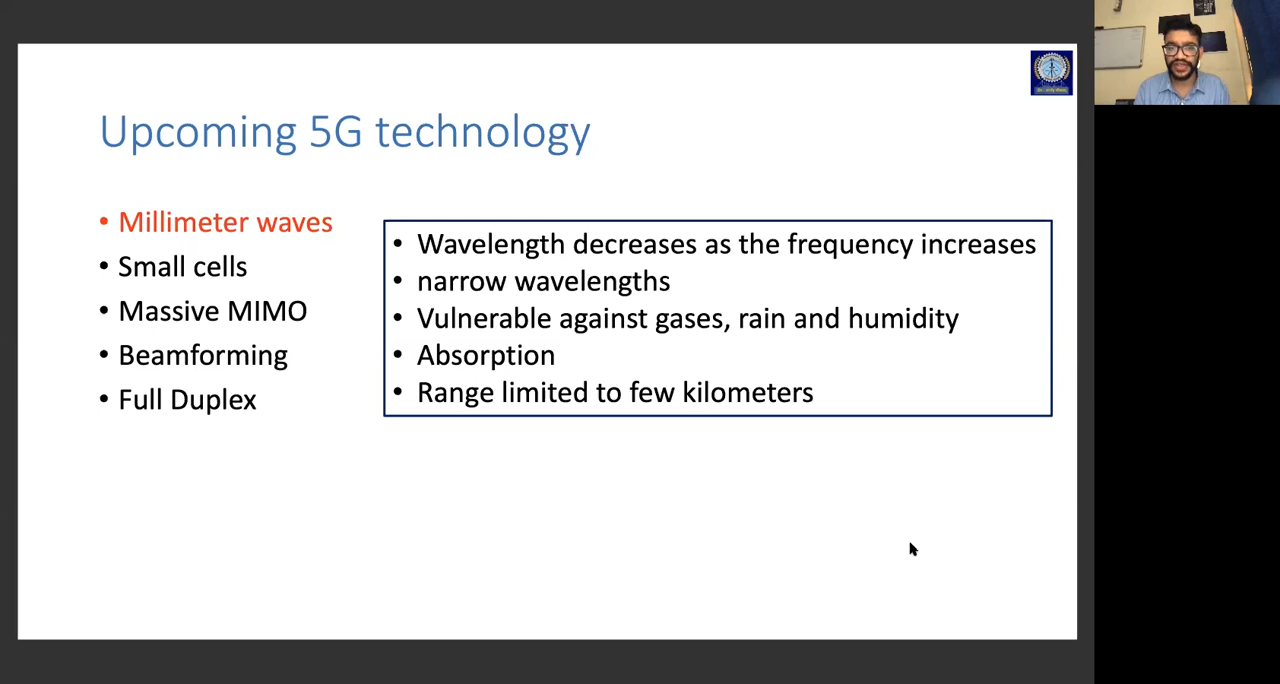 Upcoming 5G technology
• Millimeter waves
• Small cells
• Massive MIMO
• Beamforming
• Full Duplex
• Wavelength decreases as the frequency increases
• narrow wavelengths
• Vulnerable against gases, rain and humidity
• Absorption
• Range limited to few kilometers